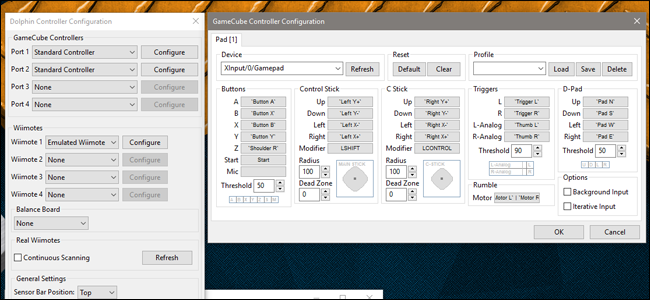 Dolphin Controller Configuration
GameCube Controllers
Port 1 Standard Controller Configure
Port 2 Standard Controller Configure
Port 3 None Configure
Port 4 None Configure
Wiimotes
Wiimote 1 Emulated Wiimote Configure
Wiimote 2 None Configure
Wiimote 3 None Configure
Wiimote 4 None Configure
Balance Board
None
Real Wiimotes
Continuous Scanning Refresh
General Settings
Sensor Bar Position: Top
GameCube Controller Configuration
Pad [1]
Device
XInput/0/Gamepad Refresh
Reset
Default Clear
Profile
Load Save Delete
Buttons
A `Button A`
B `Button B`
X `Button X`
Y `Button Y`
Z `Shoulder R`
Start Start
Mic
Threshold 50
Control Stick
Up `Left Y+`
Down `Left Y-`
Left `Left X-`
Right `Left X+`
Modifier LSHIFT
Radius
100
Dead Zone
0
MAIN STICK
C Stick
Up `Right Y+`
Down `Right Y-`
Left `Right X-`
Right `Right X+`
Modifier LCONTROL
Radius
100
Dead Zone
0
C-STICK
Triggers
L `Trigger L`
R `Trigger R`
L-Analog `Thumb L`
R-Analog `Thumb R`
Threshold 90
L-Analog L
R-Analog R
Rumble
Motor otor L` | `Motor R
D-Pad
Up `Pad N`
Down `Pad S`
Left `Pad W`
Right `Pad E`
Threshold 50
U D L R
Options
Background Input
Iterative Input
OK Cancel